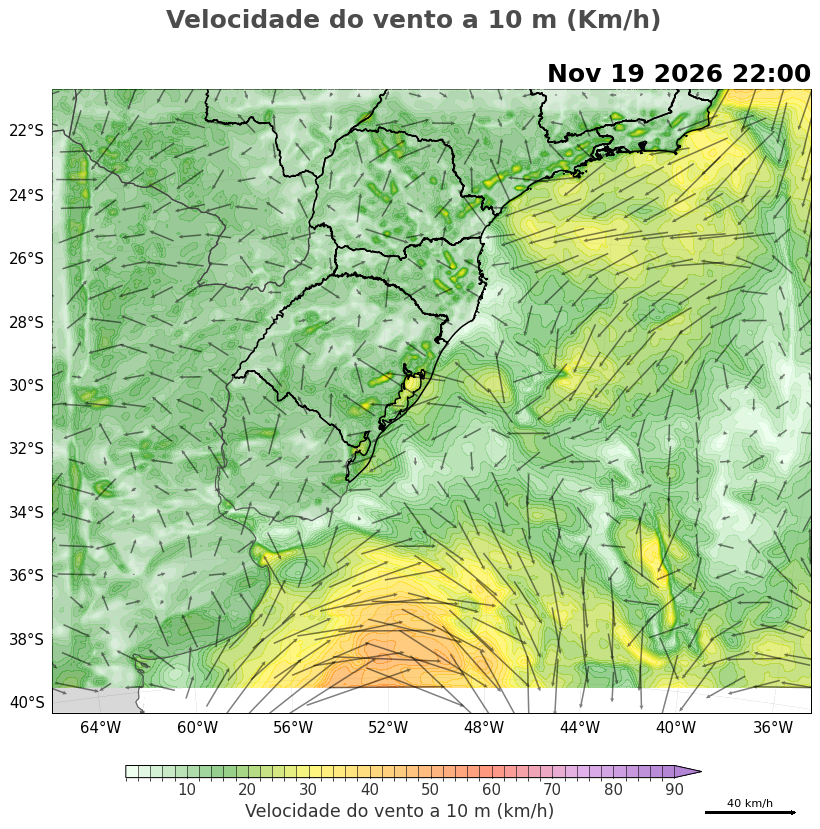 Velocidade do vento a 10 m (Km/h)
Nov 19 2026 22:00
22°S
24°S
26°S
28°S
30°S
32°S
34°S
36°S
38°S
40°S
64°W 60°W 56°W 52°W 48°W 44°W 40°W 36°W
10 20 30 40 50 60 70 80 90
Velocidade do vento a 10 m (km/h)
40 km/h